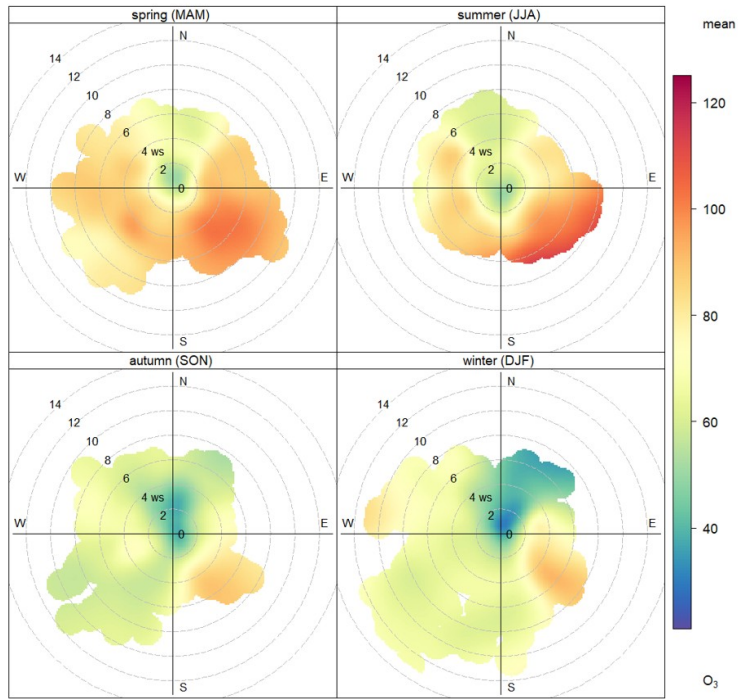 spring (MAM)
summer (JJA)
mean
N
14
12
10
8
6
4 ws
2
0
W
E
S
N
14
12
10
8
6
4 ws
2
0
W
E
S
120
100
80
60
40
autumn (SON)
winter (DJF)
N
14
12
10
8
6
4 ws
2
0
W
E
S
N
14
12
10
8
6
4 ws
2
0
W
E
S
O₃